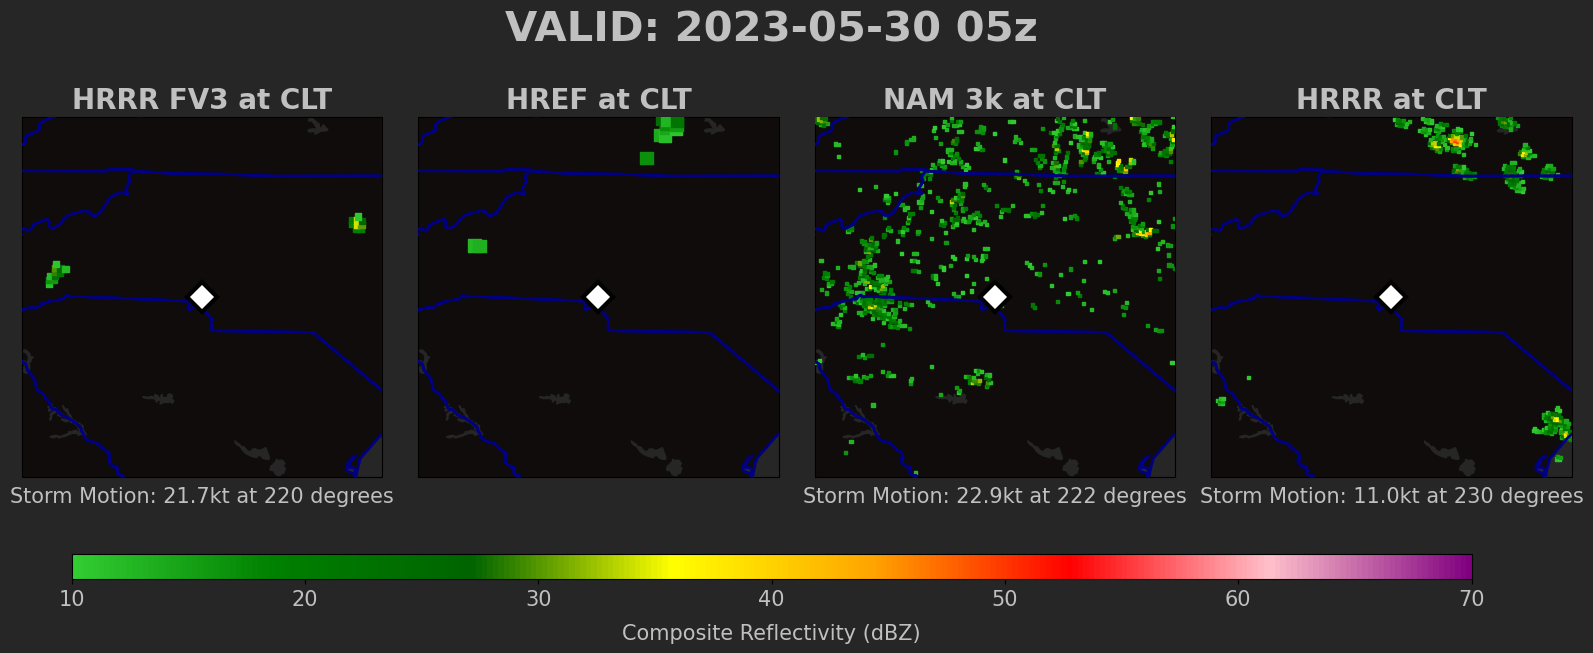 VALID: 2023-05-30 05z
HRRR FV3 at CLT
HREF at CLT
NAM 3k at CLT
HRRR at CLT
Storm Motion: 21.7kt at 220 degrees
Storm Motion: 22.9kt at 222 degrees
Storm Motion: 11.0kt at 230 degrees
10 20 30 40 50 60 70
Composite Reflectivity (dBZ)